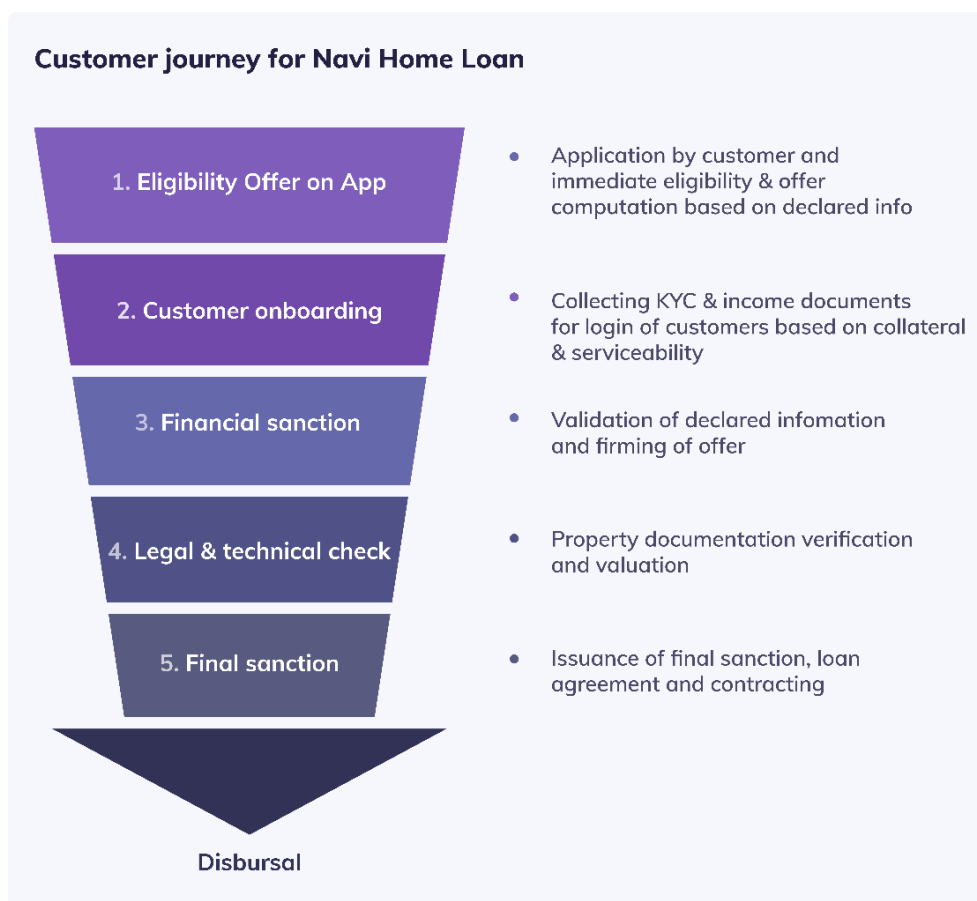 Customer journey for Navi Home Loan
1. Eligibility Offer on App
Application by customer and
immediate eligibility & offer
computation based on declared info
2. Customer onboarding
Collecting KYC & income documents
for login of customers based on collateral
& serviceability
3. Financial sanction
Validation of declared infomation
and firming of offer
4. Legal & technical check
Property documentation verification
and valuation
5. Final sanction
Issuance of final sanction, loan
agreement and contracting
Disbursal